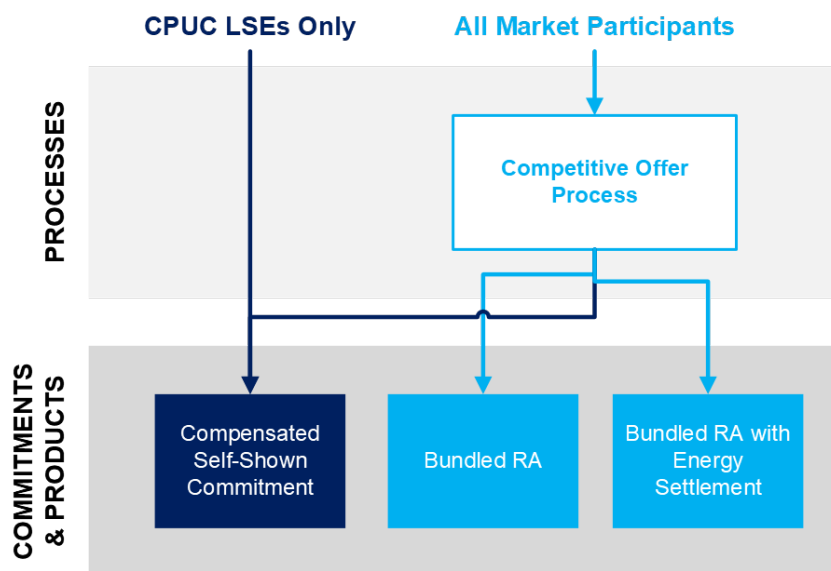 CPUC LSEs Only
All Market Participants
PROCESSES
Competitive Offer
Process
COMMITMENTS
& PRODUCTS
Compensated
Self-Shown
Commitment
Bundled RA
Bundled RA with
Energy
Settlement